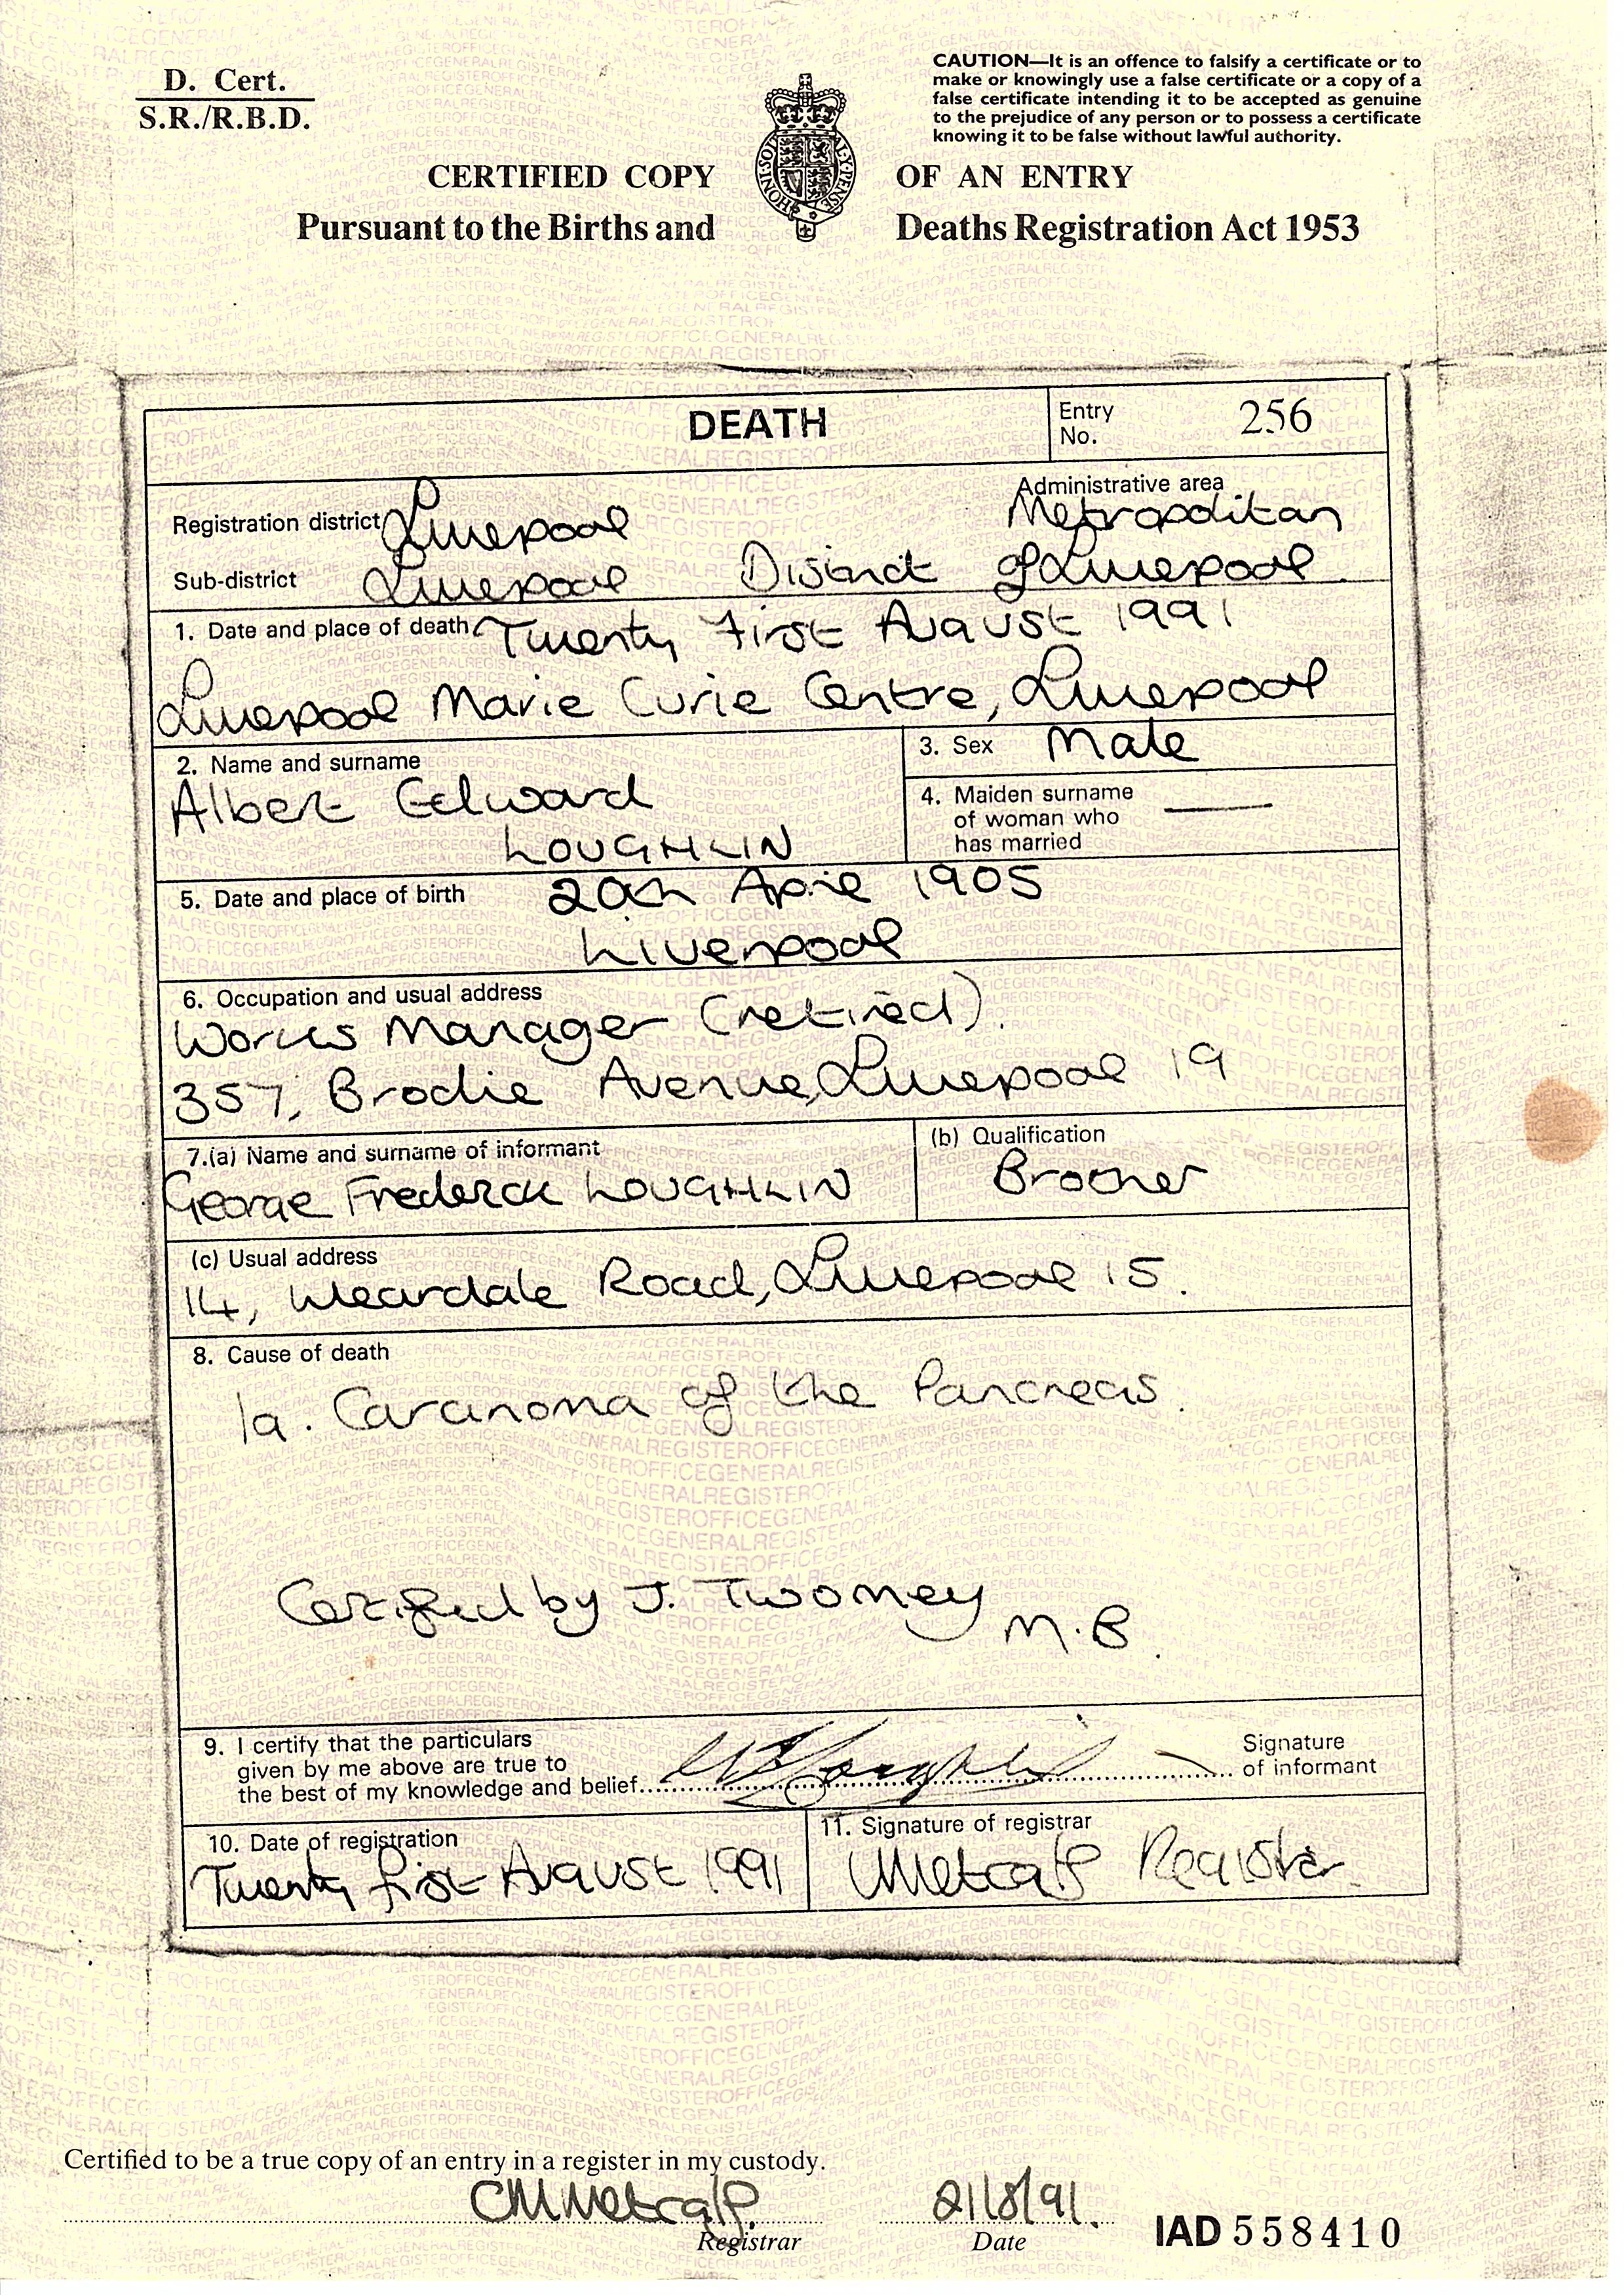 D. Cert.
S.R./R.B.D.
CAUTION—It is an offence to falsify a certificate or to
make or knowingly use a false certificate or a copy of a
false certificate intending it to be accepted as genuine
to the prejudice of any person or to possess a certificate
knowing it to be false without lawful authority.
CERTIFIED COPY OF AN ENTRY
Pursuant to the Births and Deaths Registration Act 1953
HONI SOIT QUI MAL Y PENSE
DEATH
Entry No. 256
Registration district Liverpool
Administrative area
Metropolitan
Sub-district Liverpool District of Liverpool.
1. Date and place of death Twenty First August 1991
Liverpool Marie Curie Centre, Liverpool
2. Name and surname
Albert Edward
LOUGHLIN
3. Sex Male
4. Maiden surname
of woman who
has married ——
5. Date and place of birth 20th April 1905
Liverpool
6. Occupation and usual address
Works Manager (retired).
357, Brodie Avenue, Liverpool 19
7.(a) Name and surname of informant
George Frederick LOUGHLIN
(b) Qualification
Brother
(c) Usual address
14, Weardale Road, Liverpool 15.
8. Cause of death
1a. Carcinoma of the Pancreas.
Certified by J. Twomey M.B.
9. I certify that the particulars
given by me above are true to
the best of my knowledge and belief
Signature
of informant
10. Date of registration
Twenty first August 1991
11. Signature of registrar
CMMetcalf Registrar
Certified to be a true copy of an entry in a register in my custody.
CMMetcalf. 21/8/91.
Registrar Date
IAD 558410